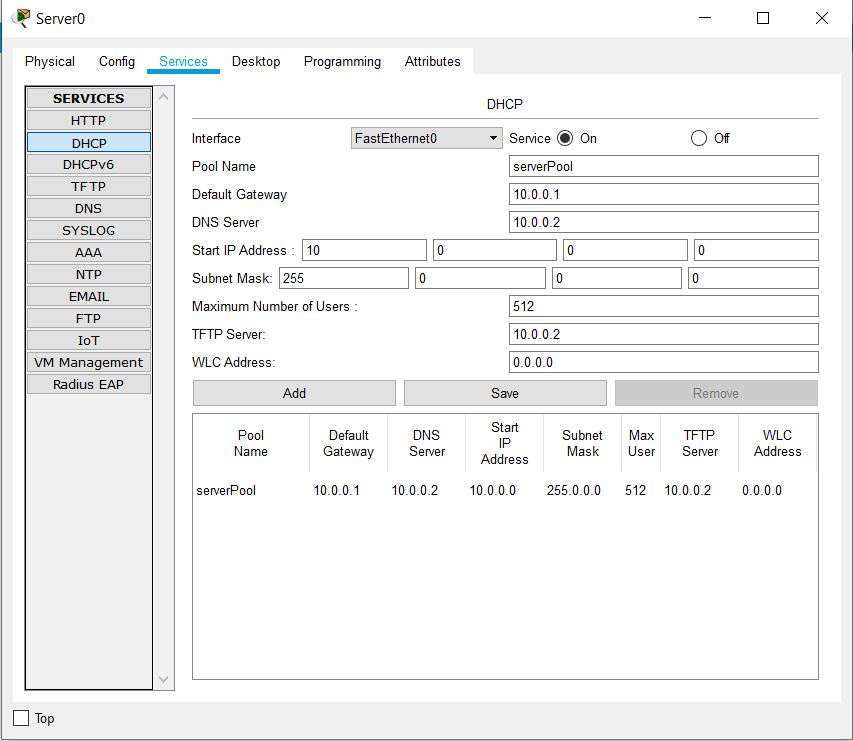 Server0
Physical Config Services Desktop Programming Attributes
SERVICES
HTTP
DHCP
DHCPv6
TFTP
DNS
SYSLOG
AAA
NTP
EMAIL
FTP
IoT
VM Management
Radius EAP
DHCP
Interface FastEthernet0 Service On Off
Pool Name serverPool
Default Gateway 10.0.0.1
DNS Server 10.0.0.2
Start IP Address : 10 0 0 0
Subnet Mask: 255 0 0 0
Maximum Number of Users : 512
TFTP Server: 10.0.0.2
WLC Address: 0.0.0.0
Add Save Remove
Pool Name Default Gateway DNS Server Start IP Address Subnet Mask Max User TFTP Server WLC Address
serverPool 10.0.0.1 10.0.0.2 10.0.0.0 255.0.0.0 512 10.0.0.2 0.0.0.0
Top